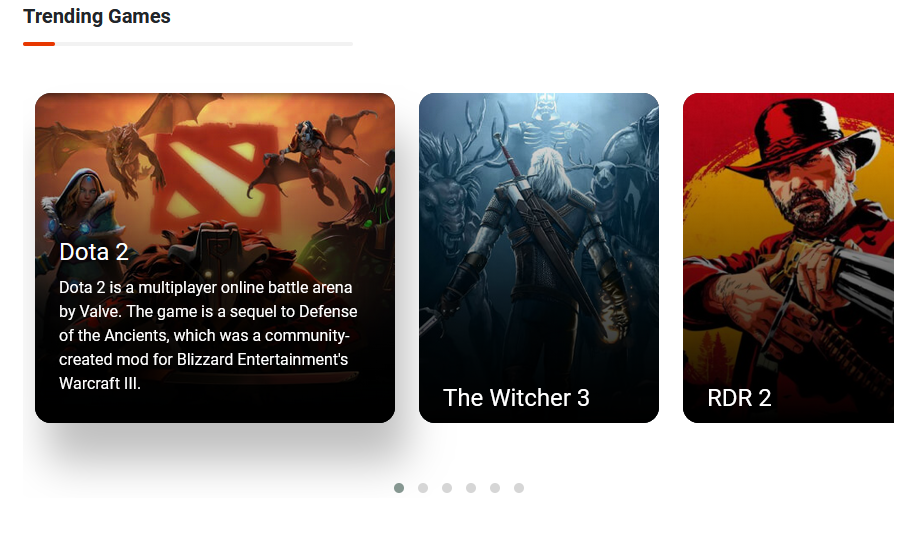 Trending Games
Dota 2
Dota 2 is a multiplayer online battle arena
by Valve. The game is a sequel to Defense
of the Ancients, which was a community-
created mod for Blizzard Entertainment's
Warcraft III.
The Witcher 3
RDR 2